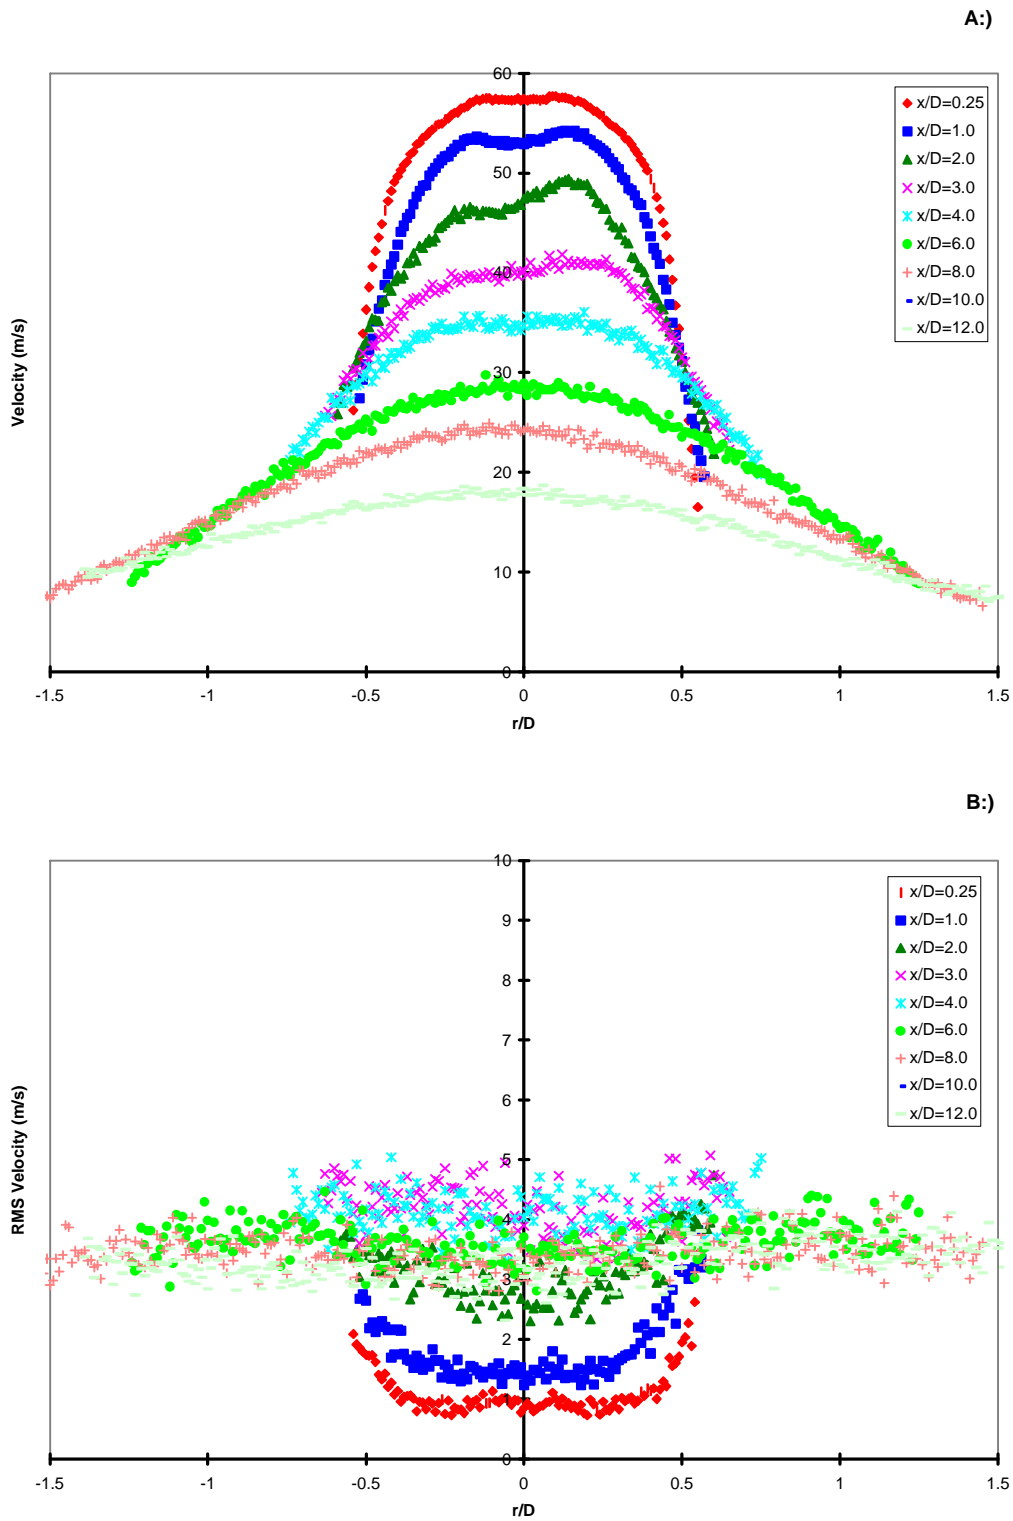 A:)
60
50
40
30
20
10
0
-1.5 -1 -0.5 0 0.5 1 1.5
r/D
Velocity (m/s)
x/D=0.25
x/D=1.0
x/D=2.0
x/D=3.0
x/D=4.0
x/D=6.0
x/D=8.0
x/D=10.0
x/D=12.0
B:)
10
9
8
7
6
5
4
3
2
1
0
-1.5 -1 -0.5 0 0.5 1 1.5
r/D
RMS Velocity (m/s)
x/D=0.25
x/D=1.0
x/D=2.0
x/D=3.0
x/D=4.0
x/D=6.0
x/D=8.0
x/D=10.0
x/D=12.0